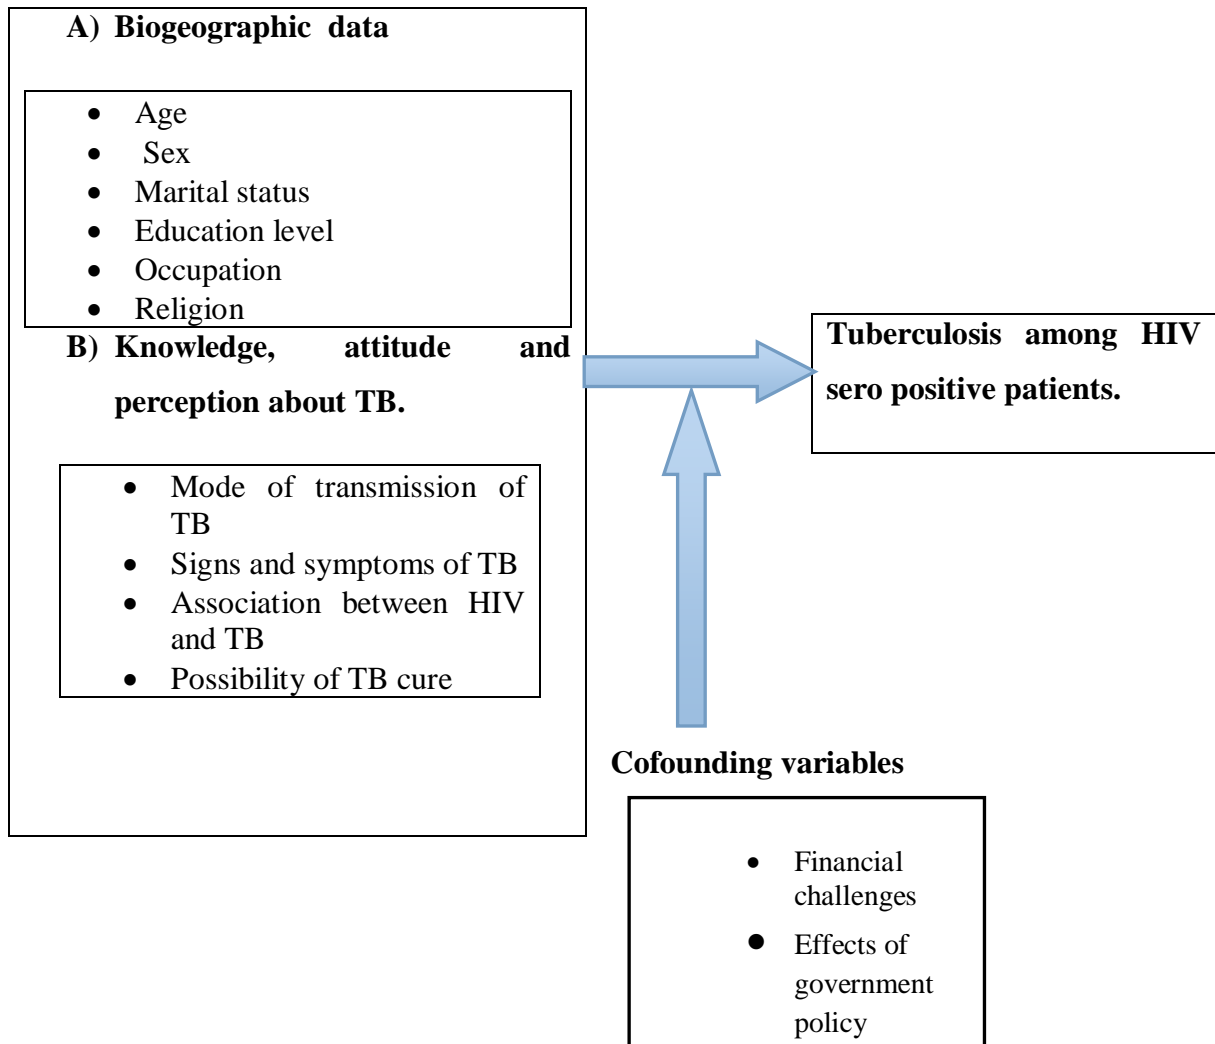 A) Biogeographic data
• Age
• Sex
• Marital status
• Education level
• Occupation
• Religion
B) Knowledge, attitude and
perception about TB.
• Mode of transmission of
TB
• Signs and symptoms of TB
• Association between HIV
and TB
• Possibility of TB cure
Tuberculosis among HIV
sero positive patients.
Cofounding variables
• Financial
challenges
• Effects of
government
policy